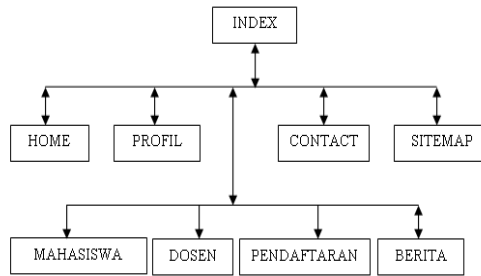 INDEX
HOME
PROFIL
CONTACT
SITEMAP
MAHASISWA
DOSEN
PENDAFTARAN
BERITA